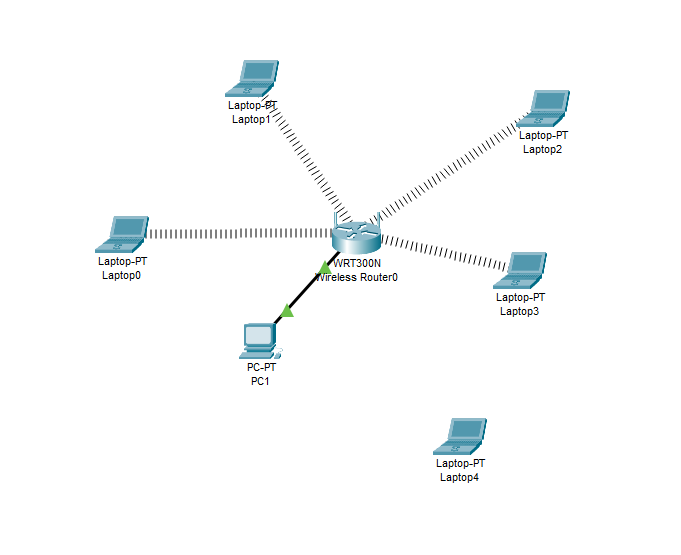 Laptop-PT
Laptop1
Laptop-PT
Laptop2
Laptop-PT
Laptop0
WRT300N
Wireless Router0
Laptop-PT
Laptop3
PC-PT
PC1
Laptop-PT
Laptop4